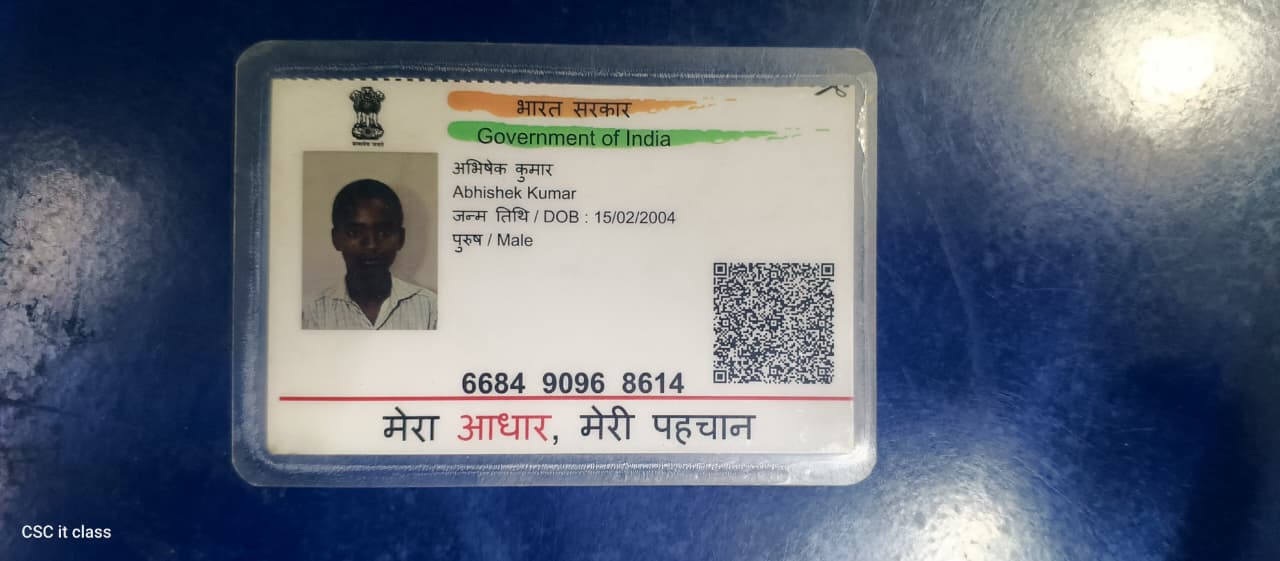 भारत सरकार
Government of India
अभिषेक कुमार
Abhishek Kumar
जन्म तिथि / DOB : 15/02/2004
पुरुष / Male
6684 9096 8614
मेरा आधार, मेरी पहचान
CSC it class